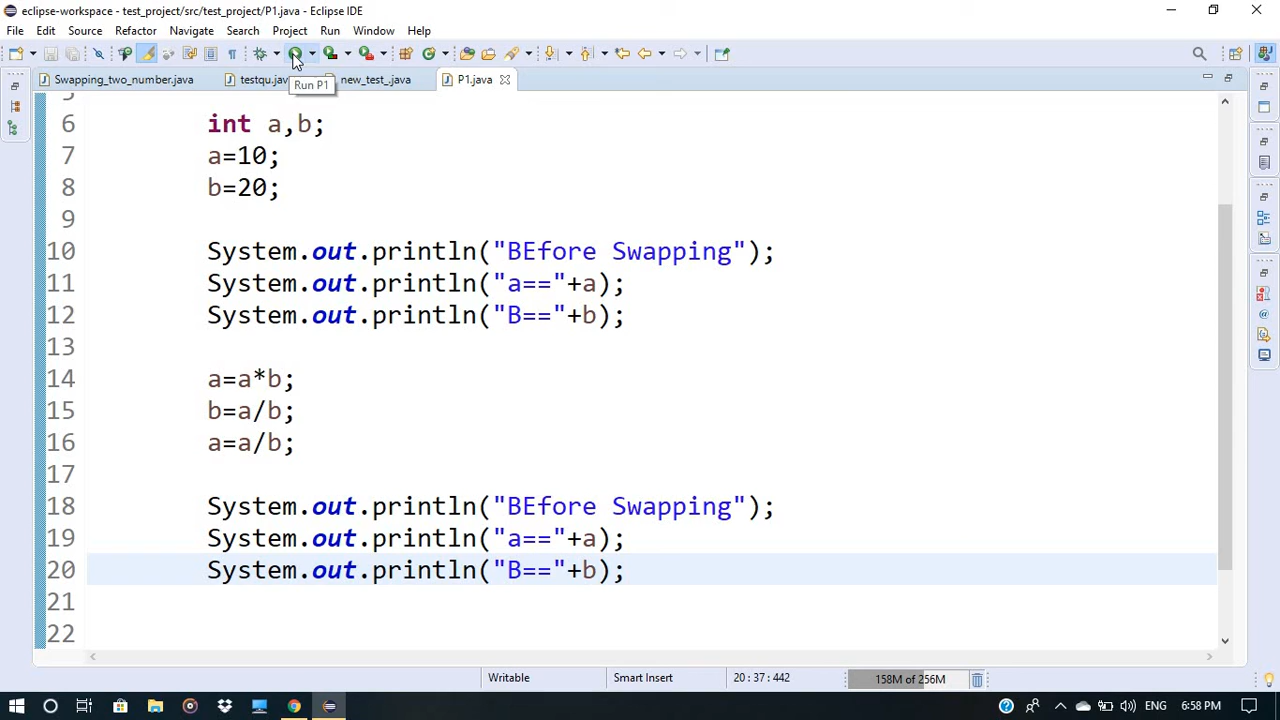 eclipse-workspace - test_project/src/test_project/P1.java - Eclipse IDE
File Edit Source Refactor Navigate Search Project Run Window Help
Swapping_two_number.java testqu.jav new_test_.java P1.java
Run P1
5
6 int a,b;
7 a=10;
8 b=20;
9
10 System.out.println("BEfore Swapping");
11 System.out.println("a=="+a);
12 System.out.println("B=="+b);
13
14 a=a*b;
15 b=a/b;
16 a=a/b;
17
18 System.out.println("BEfore Swapping");
19 System.out.println("a=="+a);
20 System.out.println("B=="+b);
21
22
Writable Smart Insert 20 : 37 : 442 158M of 256M
ENG 6:58 PM